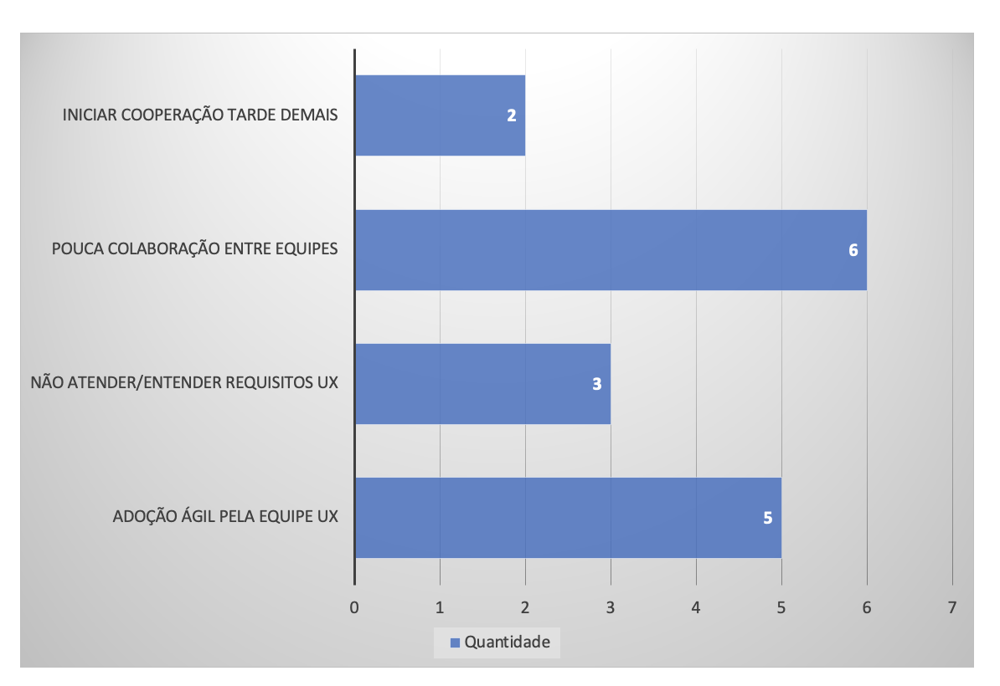 INICIAR COOPERAÇÃO TARDE DEMAIS
2
POUCA COLABORAÇÃO ENTRE EQUIPES
6
NÃO ATENDER/ENTENDER REQUISITOS UX
3
ADOÇÃO ÁGIL PELA EQUIPE UX
5
0 1 2 3 4 5 6 7
Quantidade